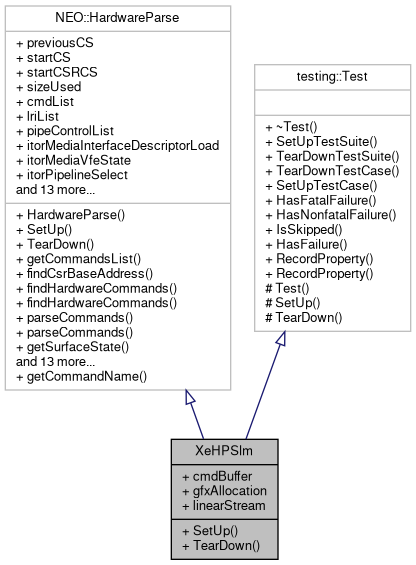 NEO::HardwareParse
+ previousCS
+ startCS
+ startCSRCS
+ sizeUsed
+ cmdList
+ lriList
+ pipeControlList
+ itorMediaInterfaceDescriptorLoad
+ itorMediaVfeState
+ itorPipelineSelect
and 13 more...
+ HardwareParse()
+ SetUp()
+ TearDown()
+ getCommandsList()
+ findCsrBaseAddress()
+ findHardwareCommands()
+ findHardwareCommands()
+ parseCommands()
+ parseCommands()
+ getSurfaceState()
and 13 more...
+ getCommandName()
testing::Test
+ ~Test()
+ SetUpTestSuite()
+ TearDownTestSuite()
+ TearDownTestCase()
+ SetUpTestCase()
+ HasFatalFailure()
+ HasNonfatalFailure()
+ IsSkipped()
+ HasFailure()
+ RecordProperty()
+ RecordProperty()
# Test()
# SetUp()
# TearDown()
XeHPSlm
+ cmdBuffer
+ gfxAllocation
+ linearStream
+ SetUp()
+ TearDown()